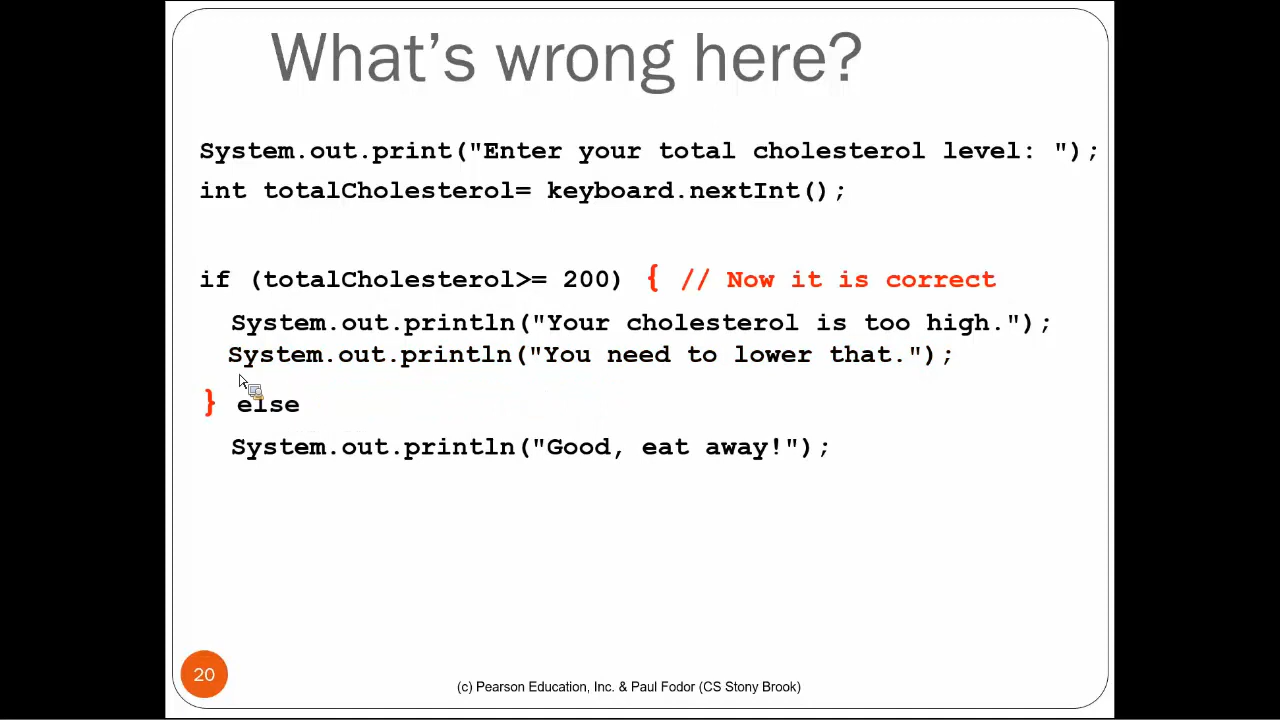 What's wrong here?
System.out.print("Enter your total cholesterol level: ");
int totalCholesterol= keyboard.nextInt();
if (totalCholesterol>= 200) { // Now it is correct
System.out.println("Your cholesterol is too high.");
System.out.println("You need to lower that.");
} else
System.out.println("Good, eat away!");
20
(c) Pearson Education, Inc. & Paul Fodor (CS Stony Brook)